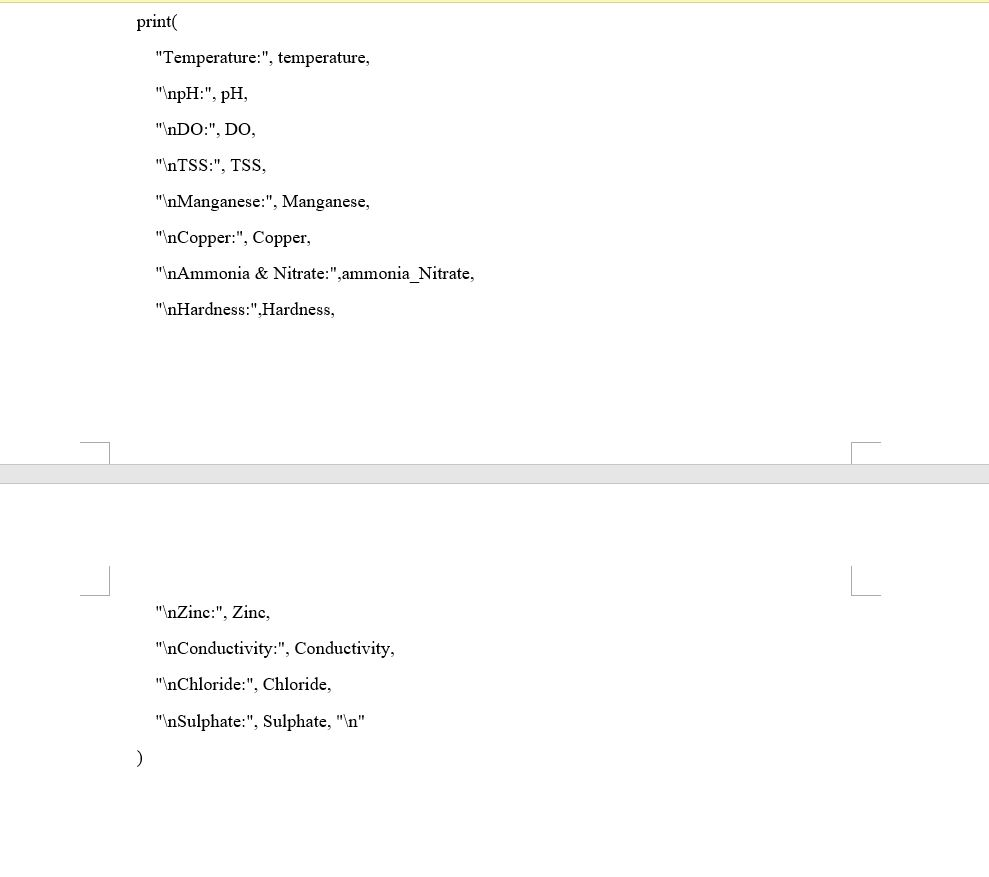 print(
"Temperature:", temperature,
"\npH:", pH,
"\nDO:", DO,
"\nTSS:", TSS,
"\nManganese:", Manganese,
"\nCopper:", Copper,
"\nAmmonia & Nitrate:",ammonia_Nitrate,
"\nHardness:",Hardness,
"\nZinc:", Zinc,
"\nConductivity:", Conductivity,
"\nChloride:", Chloride,
"\nSulphate:", Sulphate, "\n"
)